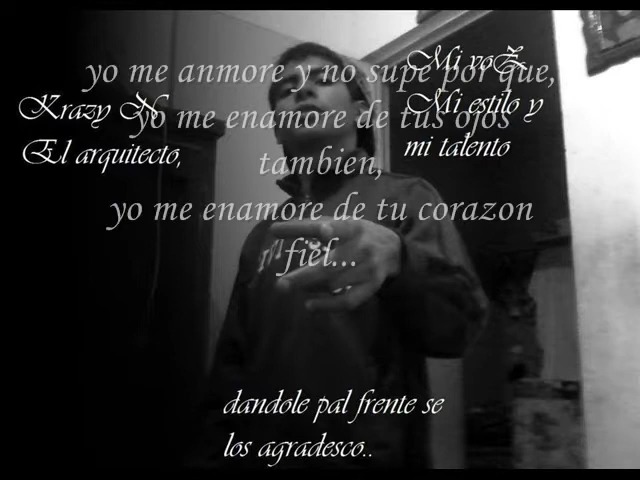 yo me anmore y no supe por que,
yo me enamore de tus ojos
tambien,
yo me enamore de tu corazon
fiel...
Krazy N
El arquitecto,
Mi voZ
Mi estilo y
mi talento
dandole pal frente se
los agradesco..